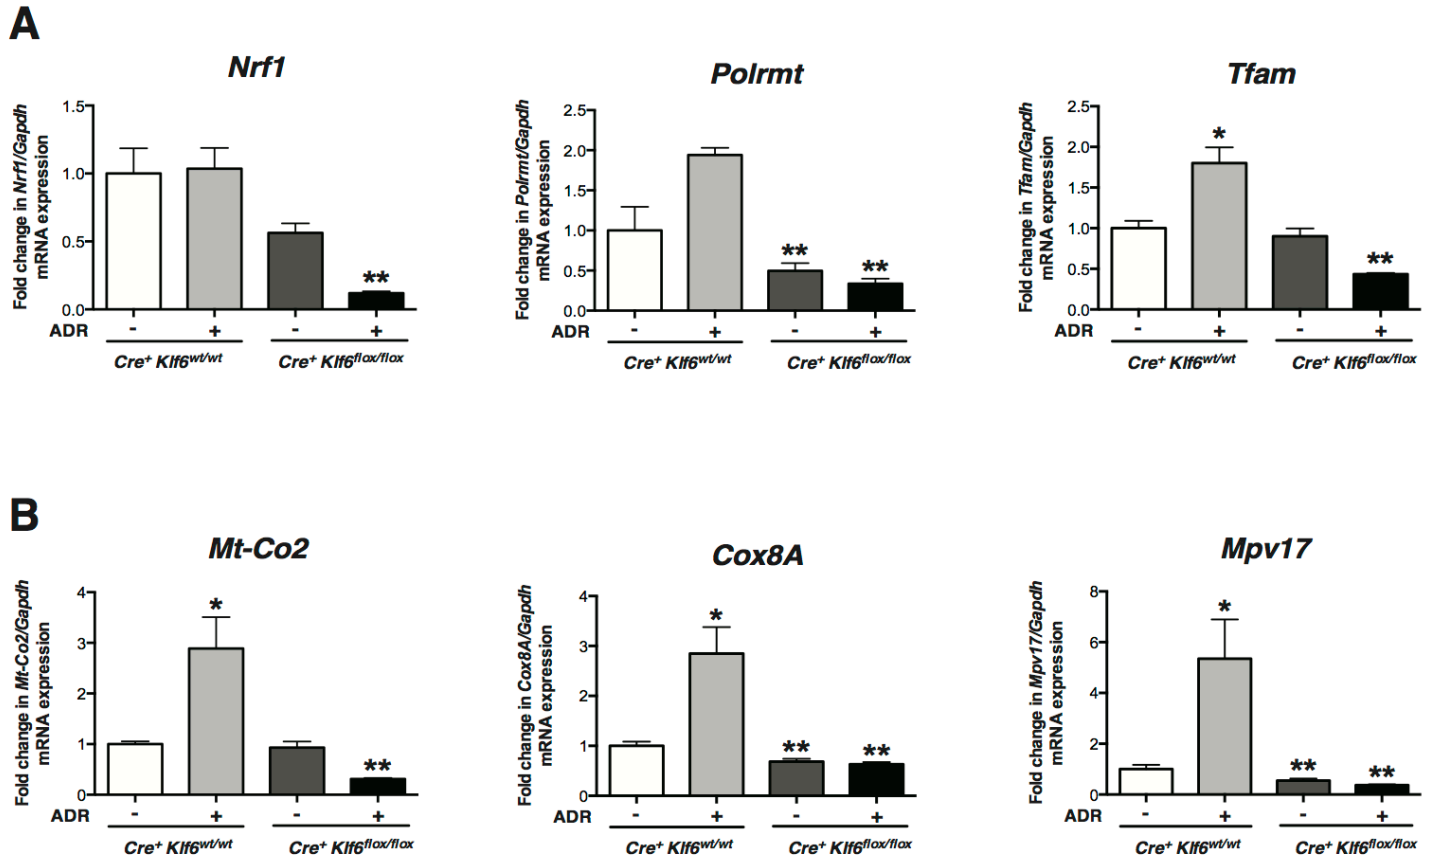 A
Nrf1
Fold change in Nrf1/Gapdh
mRNA expression
1.5
1.0
0.5
0.0
**
ADR - + - +
Cre+ Klf6wt/wt Cre+ Klf6flox/flox
Polrmt
Fold change in Polrmt/Gapdh
mRNA expression
2.5
2.0
1.5
1.0
0.5
0.0
** **
ADR - + - +
Cre+ Klf6wt/wt Cre+ Klf6flox/flox
Tfam
Fold change in Tfam/Gapdh
mRNA expression
2.5
2.0
1.5
1.0
0.5
0.0
* **
ADR - + - +
Cre+ Klf6wt/wt Cre+ Klf6flox/flox
B
Mt-Co2
Fold change in Mt-Co2/Gapdh
mRNA expression
4
3
2
1
0
* **
ADR - + - +
Cre+ Klf6wt/wt Cre+ Klf6flox/flox
Cox8A
Fold change in Cox8A/Gapdh
mRNA expression
4
3
2
1
0
* ** **
ADR - + - +
Cre+ Klf6wt/wt Cre+ Klf6flox/flox
Mpv17
Fold change in Mpv17/Gapdh
mRNA expression
8
6
4
2
0
* ** **
ADR - + - +
Cre+ Klf6wt/wt Cre+ Klf6flox/flox